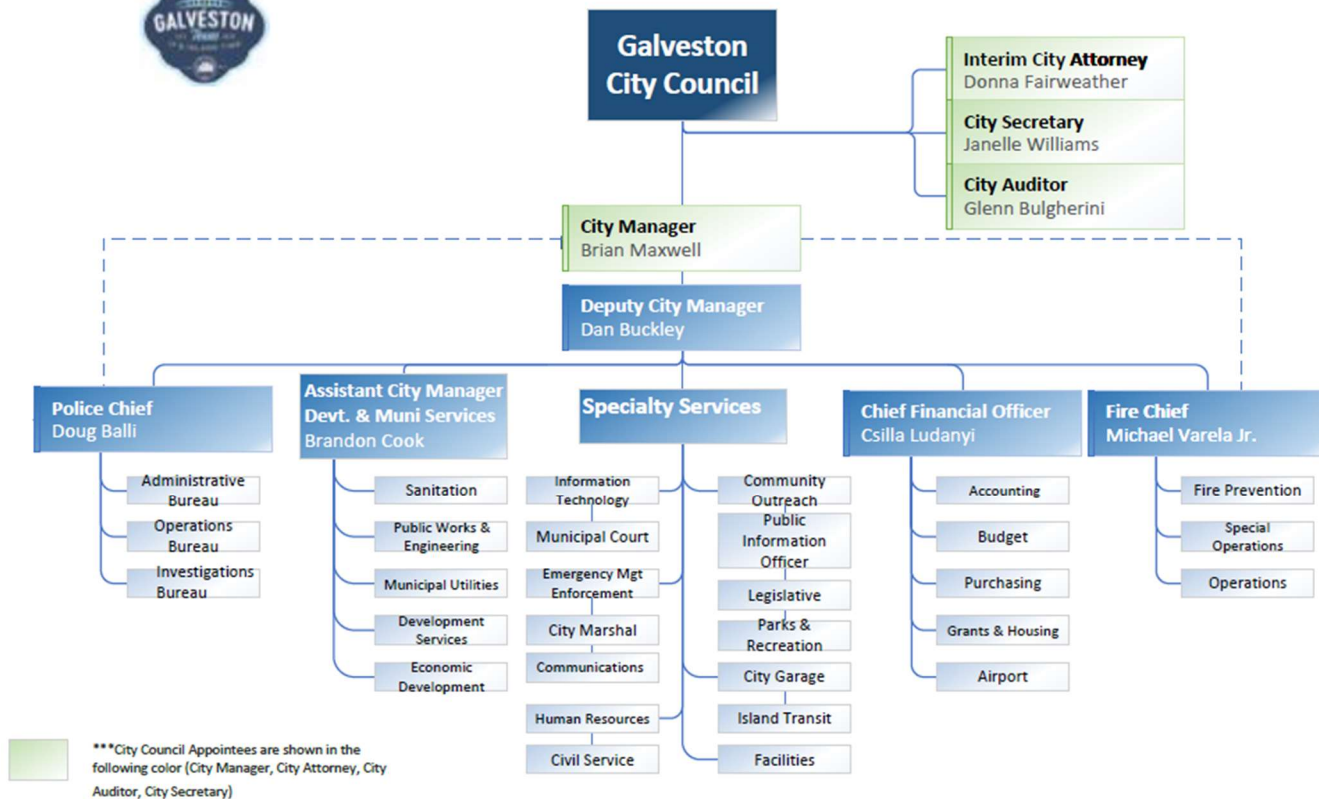 GALVESTON
Galveston
City Council
Interim City Attorney
Donna Fairweather
City Secretary
Janelle Williams
City Auditor
Glenn Bulgherini
City Manager
Brian Maxwell
Deputy City Manager
Dan Buckley
Police Chief
Doug Balli
Administrative
Bureau
Operations
Bureau
Investigations
Bureau
Assistant City Manager
Devt. & Muni Services
Brandon Cook
Sanitation
Public Works &
Engineering
Municipal Utilities
Development
Services
Economic
Development
Specialty Services
Information
Technology
Municipal Court
Emergency Mgt
Enforcement
City Marshal
Communications
Human Resources
Civil Service
Community
Outreach
Public
Information
Officer
Legislative
Parks &
Recreation
City Garage
Island Transit
Facilities
Chief Financial Officer
Csilla Ludanyi
Accounting
Budget
Purchasing
Grants & Housing
Airport
Fire Chief
Michael Varela Jr.
Fire Prevention
Special
Operations
Operations
***City Council Appointees are shown in the
following color (City Manager, City Attorney, City
Auditor, City Secretary)